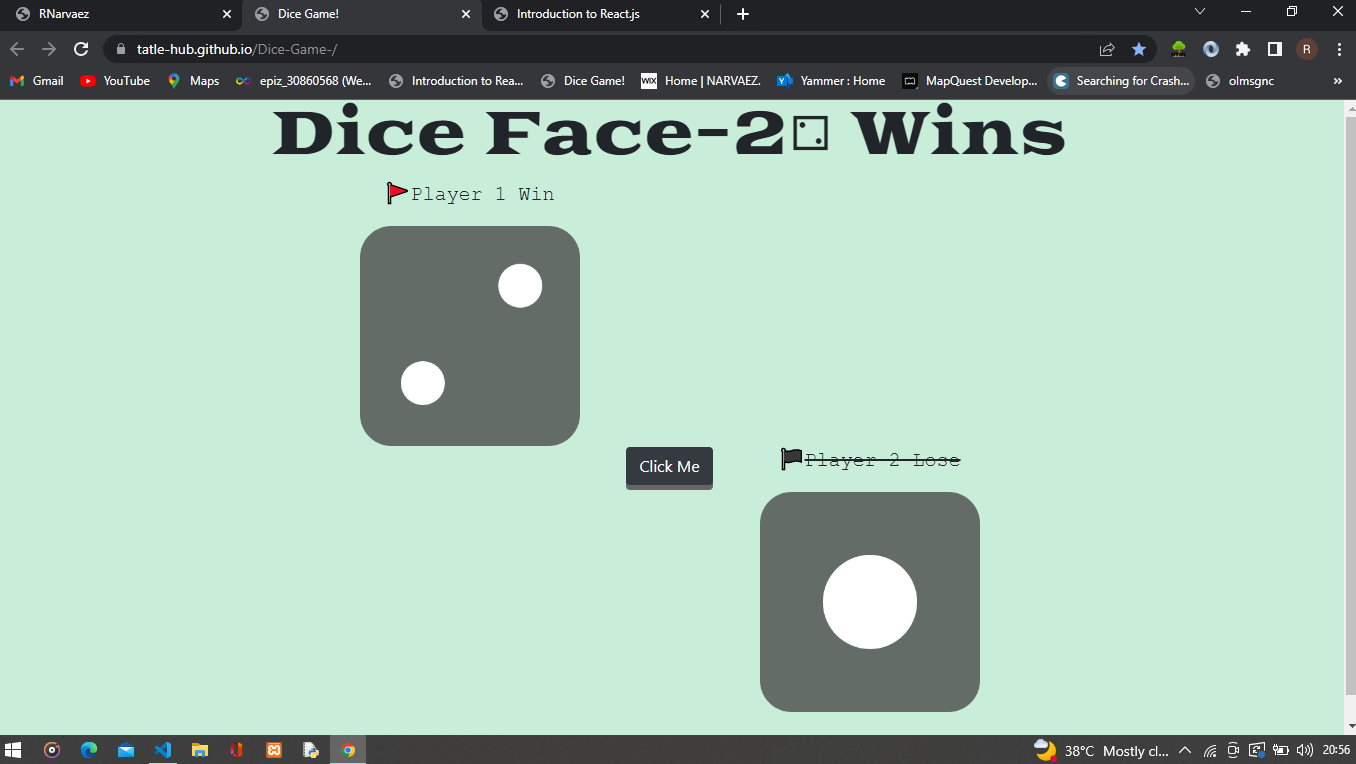 RNarvaez
Dice Game!
Introduction to React.js
tatle-hub.github.io/Dice-Game-/
R
Gmail
YouTube
Maps
epiz_30860568 (We...
Introduction to Rea...
Dice Game!
WIX
Home | NARVAEZ.
Yammer : Home
MapQuest Develop...
Searching for Crash...
olmsgnc
»
Dice Face-2⚁ Wins
Player 1 Win
Click Me
Player 2 Lose
38°C Mostly cl...
20:56